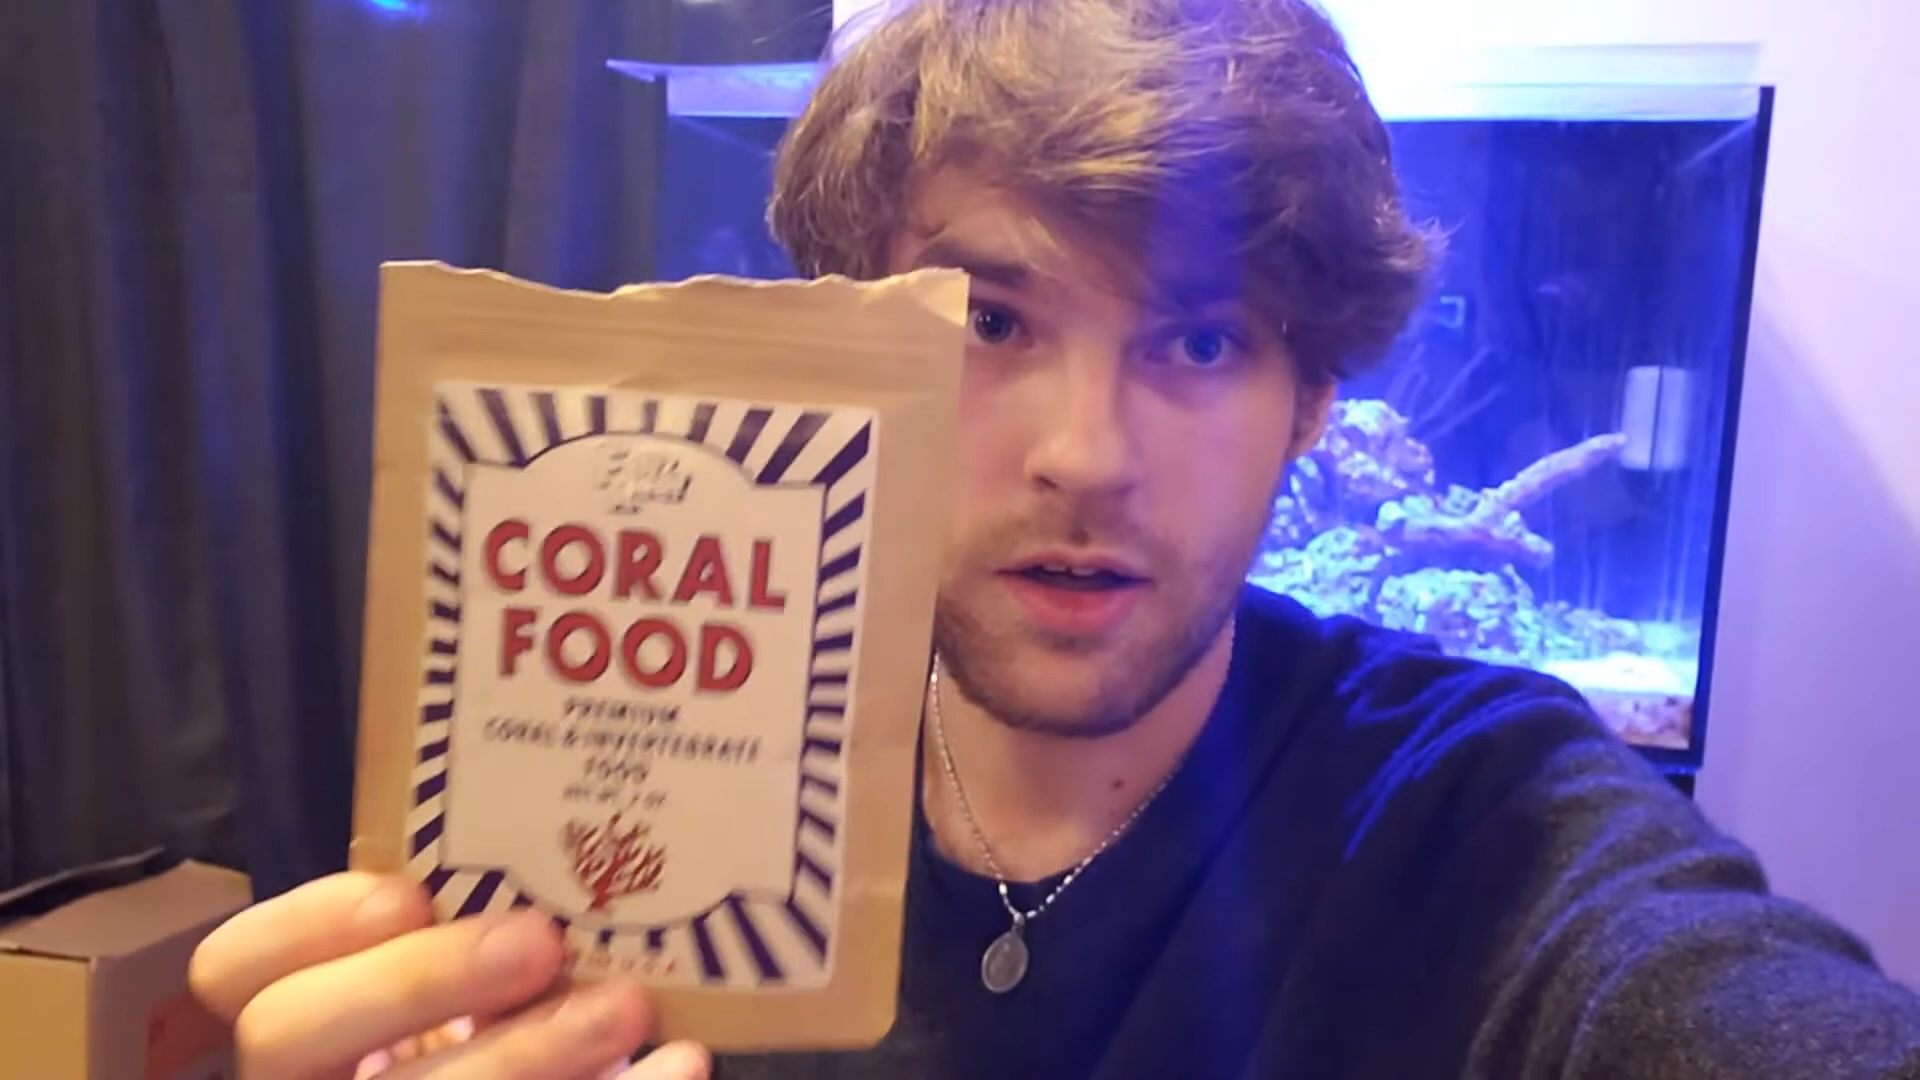 CORAL
FOOD
PREMIUM
CORAL & INVERTEBRATE
FOOD